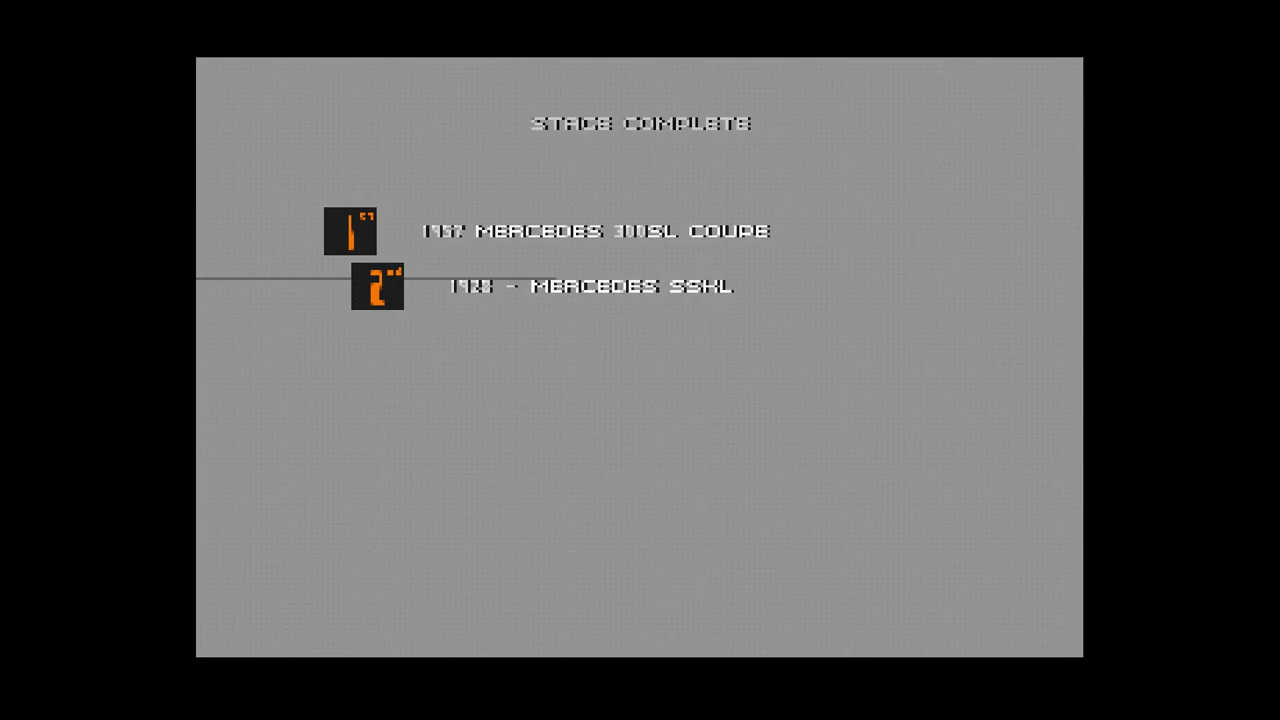 STAGE COMPLETE
1st 1957 MERCEDES 300SL COUPE
2nd 1928 - MERCEDES SSKL